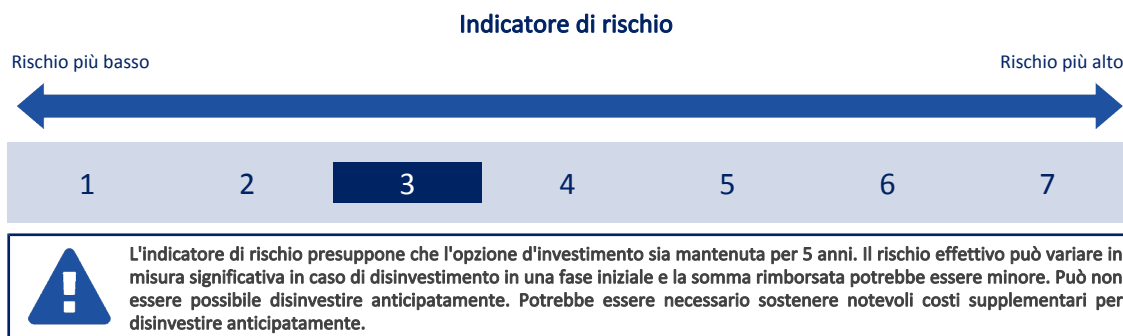 Indicatore di rischio
Rischio più basso
Rischio più alto
1 2 3 4 5 6 7
L'indicatore di rischio presuppone che l'opzione d'investimento sia mantenuta per 5 anni. Il rischio effettivo può variare in
misura significativa in caso di disinvestimento in una fase iniziale e la somma rimborsata potrebbe essere minore. Può non
essere possibile disinvestire anticipatamente. Potrebbe essere necessario sostenere notevoli costi supplementari per
disinvestire anticipatamente.